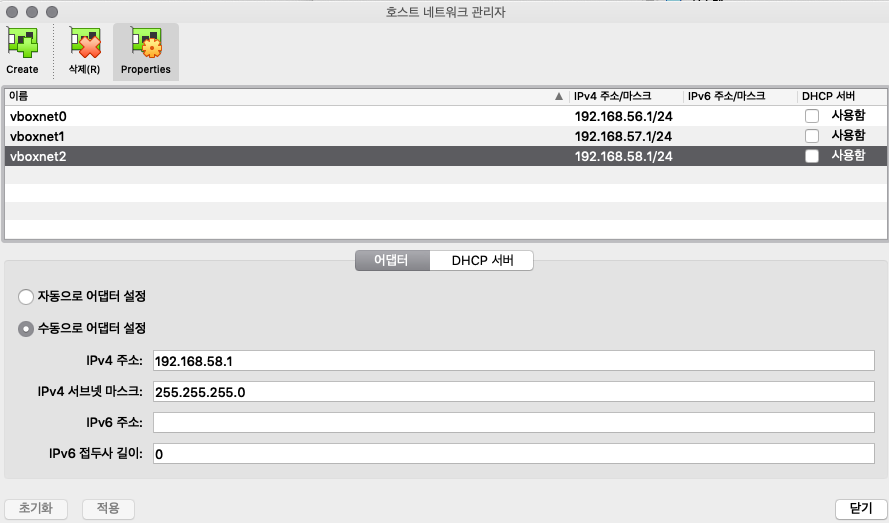 호스트 네트워크 관리자
Create 삭제(R) Properties
이름 IPv4 주소/마스크 IPv6 주소/마스크 DHCP 서버
vboxnet0 192.168.56.1/24 사용함
vboxnet1 192.168.57.1/24 사용함
vboxnet2 192.168.58.1/24 사용함
어댑터 DHCP 서버
자동으로 어댑터 설정
수동으로 어댑터 설정
IPv4 주소: 192.168.58.1
IPv4 서브넷 마스크: 255.255.255.0
IPv6 주소:
IPv6 접두사 길이: 0
초기화 적용 닫기